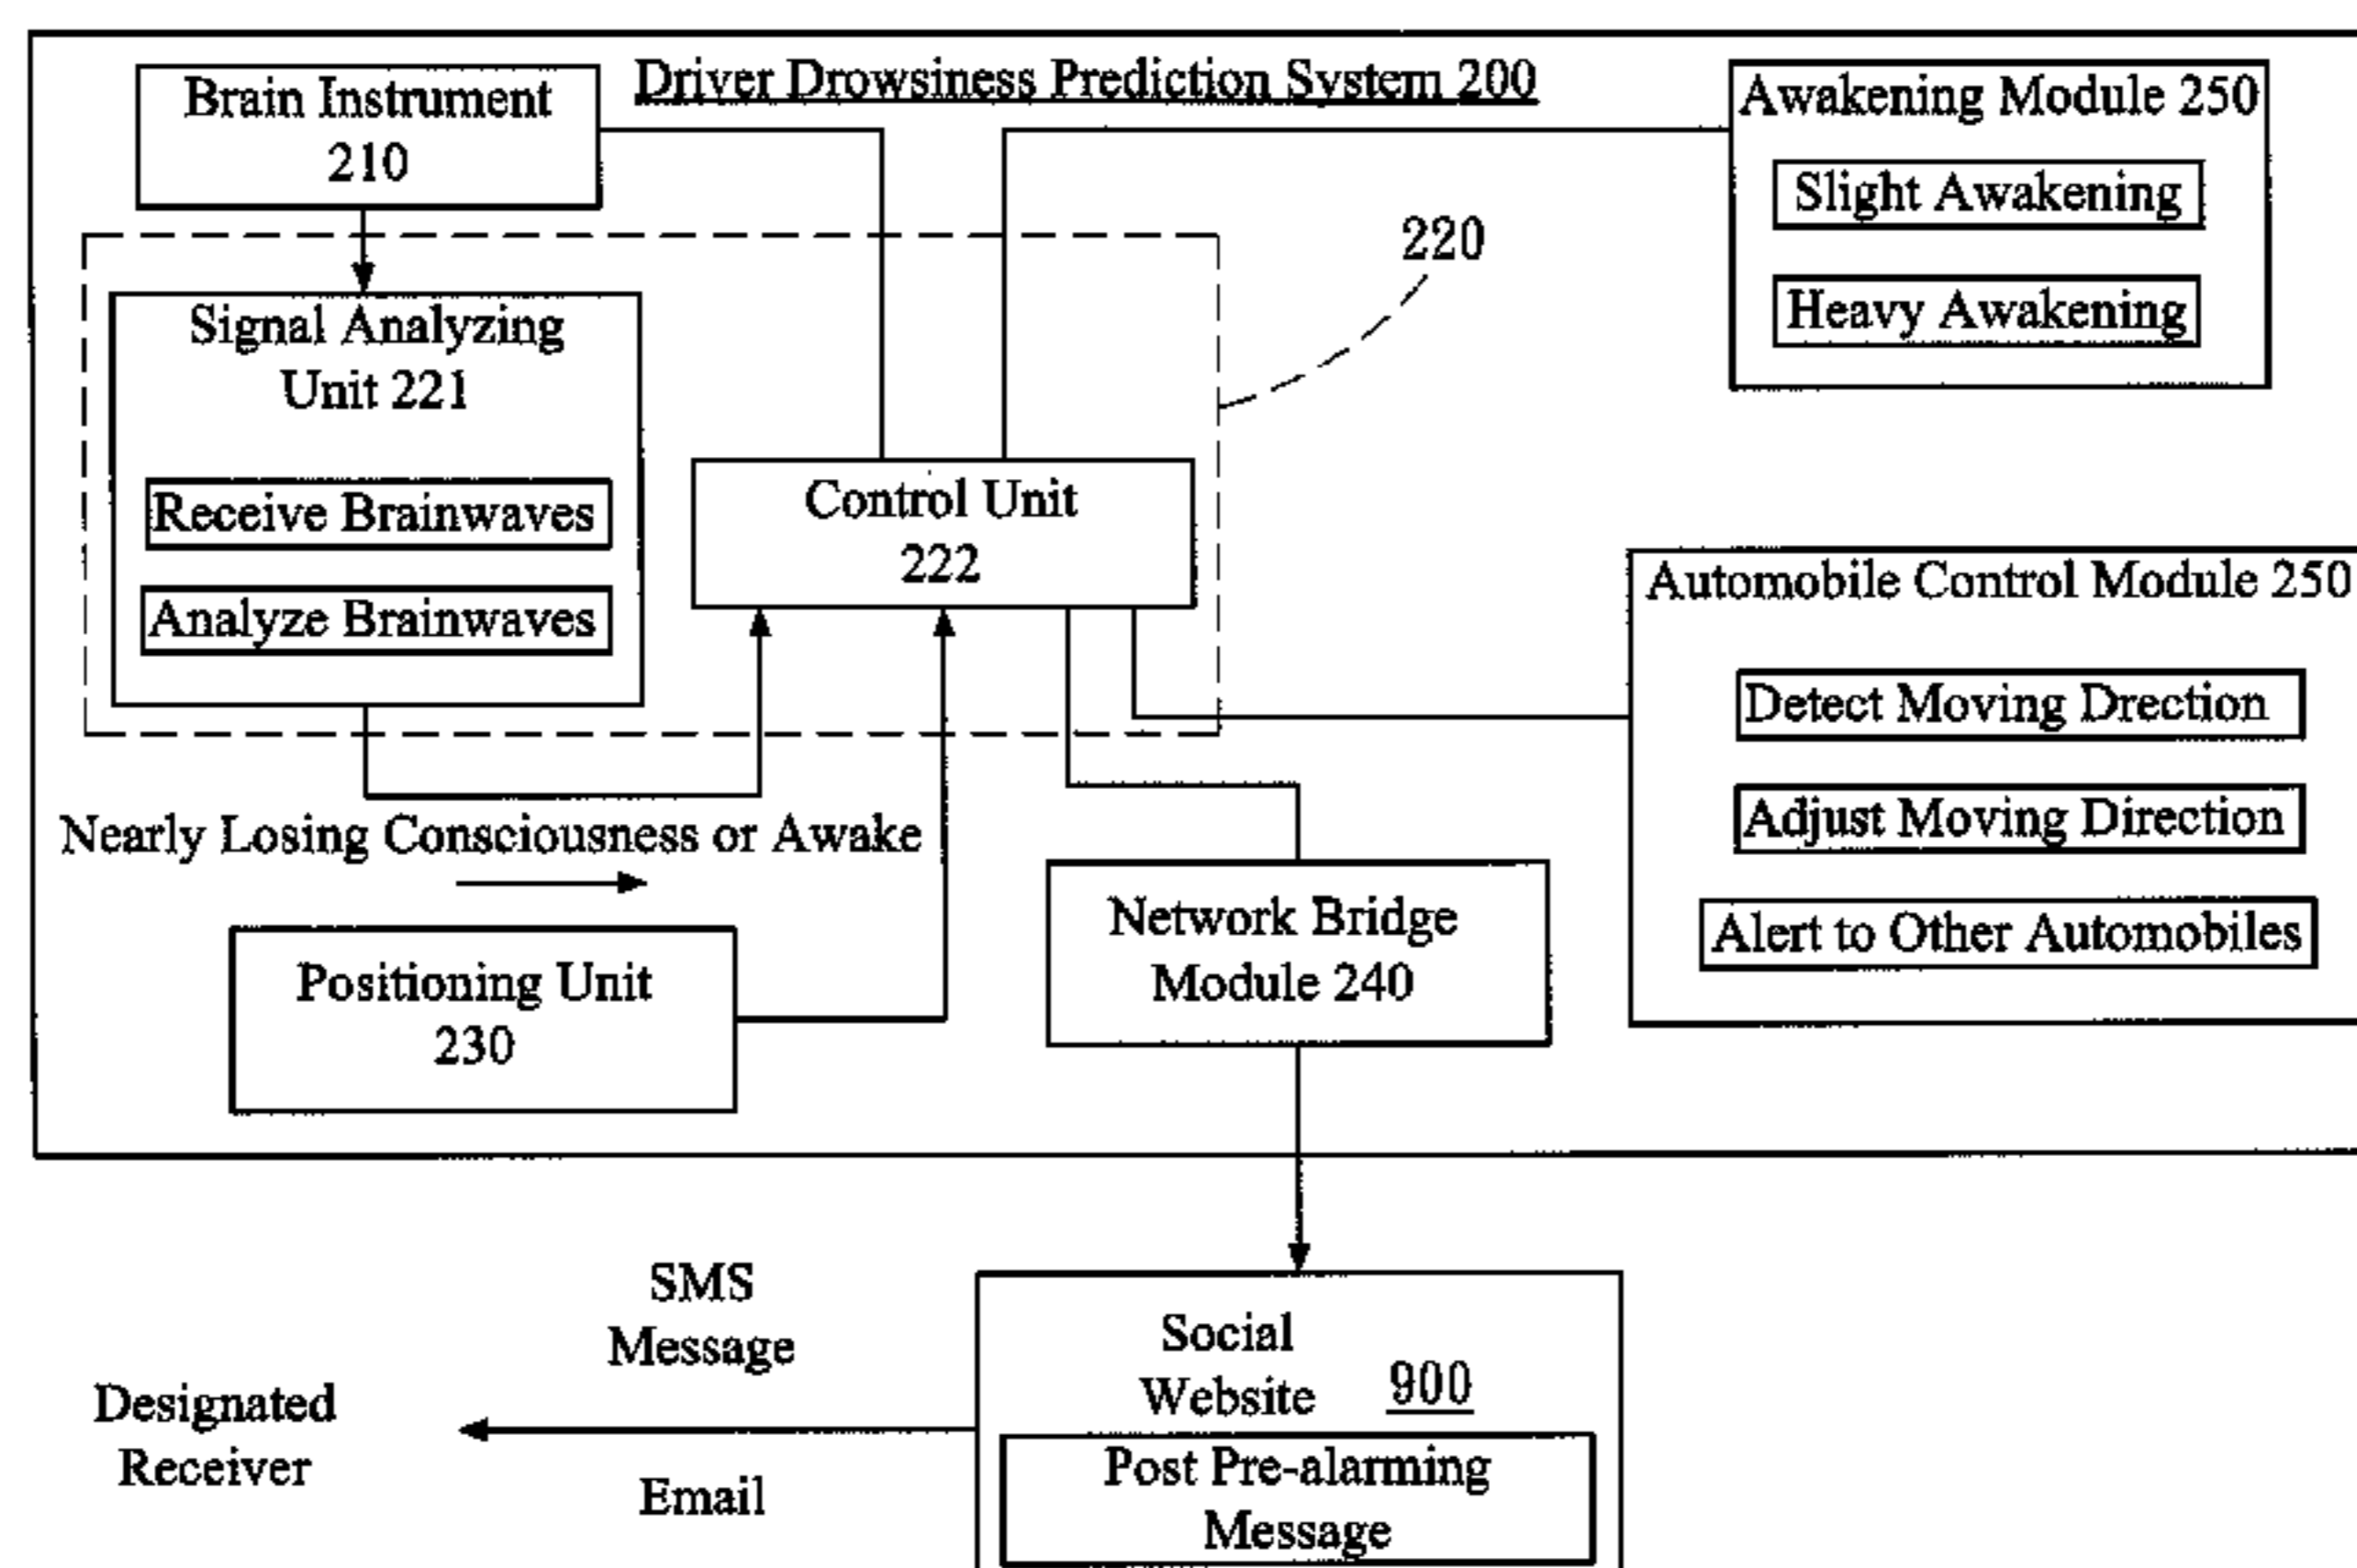 Driver Drowsiness Prediction System 200
Brain Instrument
210
Awakening Module 250
Slight Awakening
Heavy Awakening
220
Signal Analyzing
Unit 221
Receive Brainwaves
Analyze Brainwaves
Control Unit
222
Automobile Control Module 250
Detect Moving Drection
Adjust Moving Direction
Alert to Other Automobiles
Nearly Losing Consciousness or Awake
Positioning Unit
230
Network Bridge
Module 240
SMS
Message
Designated
Receiver
Email
Social
Website 900
Post Pre-alarming
Message